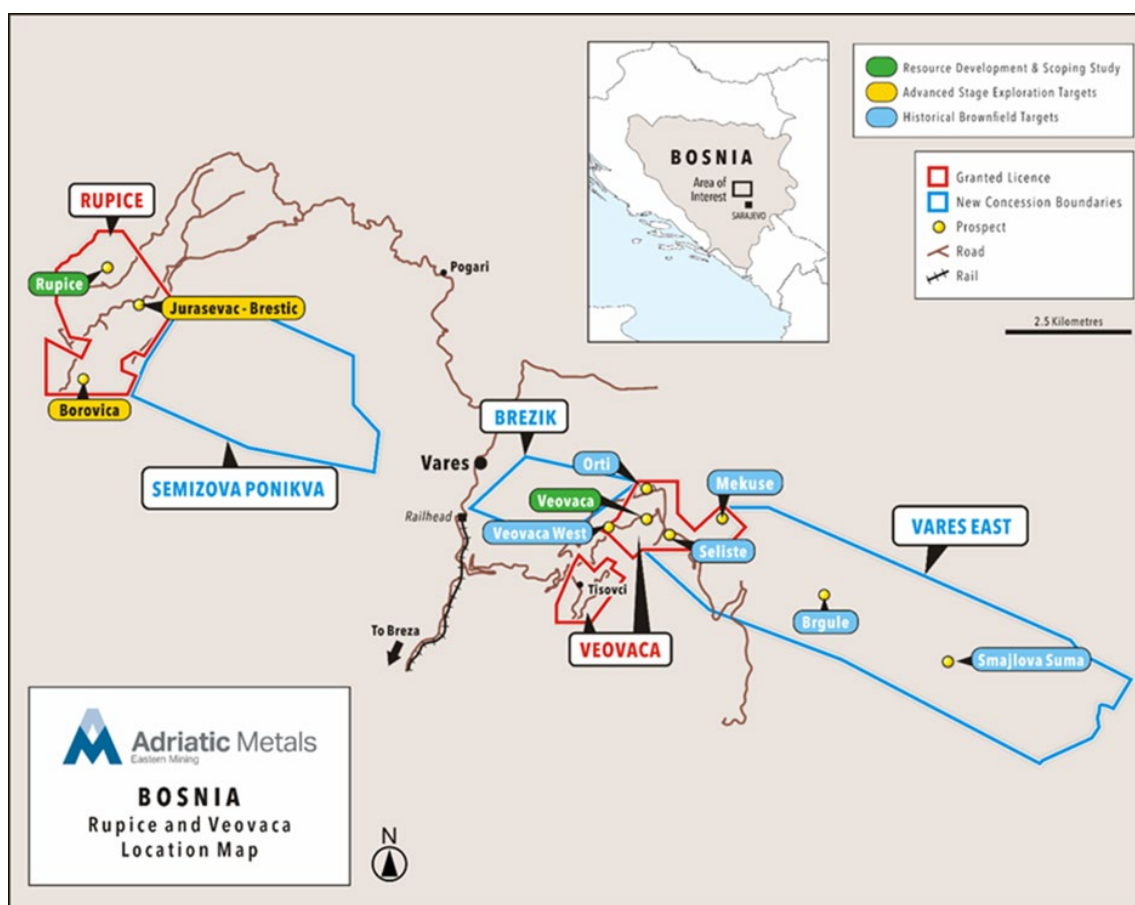 Resource Development & Scoping Study
Advanced Stage Exploration Targets
Historical Brownfield Targets
BOSNIA
Area of
Interest
SARAJEVO
Granted Licence
New Concession Boundaries
Prospect
Road
Rail
2.5 Kilometres
RUPICE
Rupice
Pogari
Jurasevac - Brestic
Borovica
SEMIZOVA PONIKVA
BREZIK
Vares
Orti
Mekuse
Veovaca
Railhead
Veovaca West
Seliste
VARES EAST
Tisovci
Brgule
To Breza
VEOVACA
Smajlova Suma
Adriatic Metals
Eastern Mining
BOSNIA
Rupice and Veovaca
Location Map
N